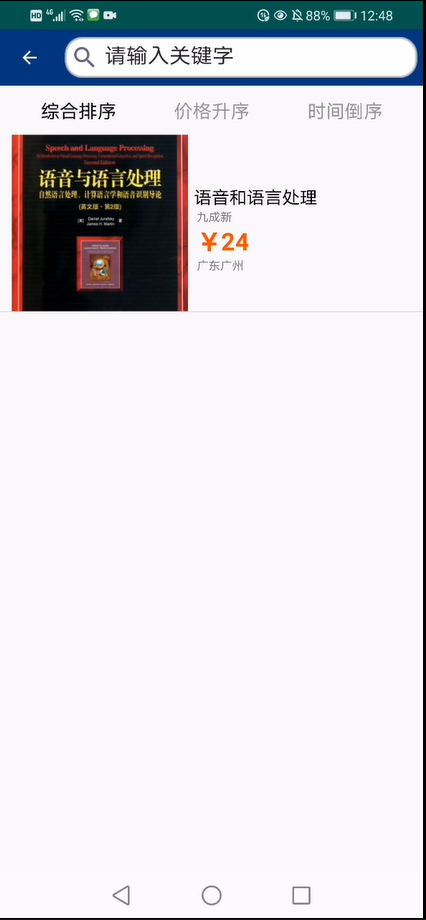 HD 4G 88% 12:48
请输入关键字
综合排序 价格升序 时间倒序
Speech and Language Processing
Second Edition
语音与语言处理
自然语言处理、计算语言学和语音识别导论
(英文版·第2版)
Daniel Jurafsky
James H. Martin
语音和语言处理
九成新
￥24
广东广州